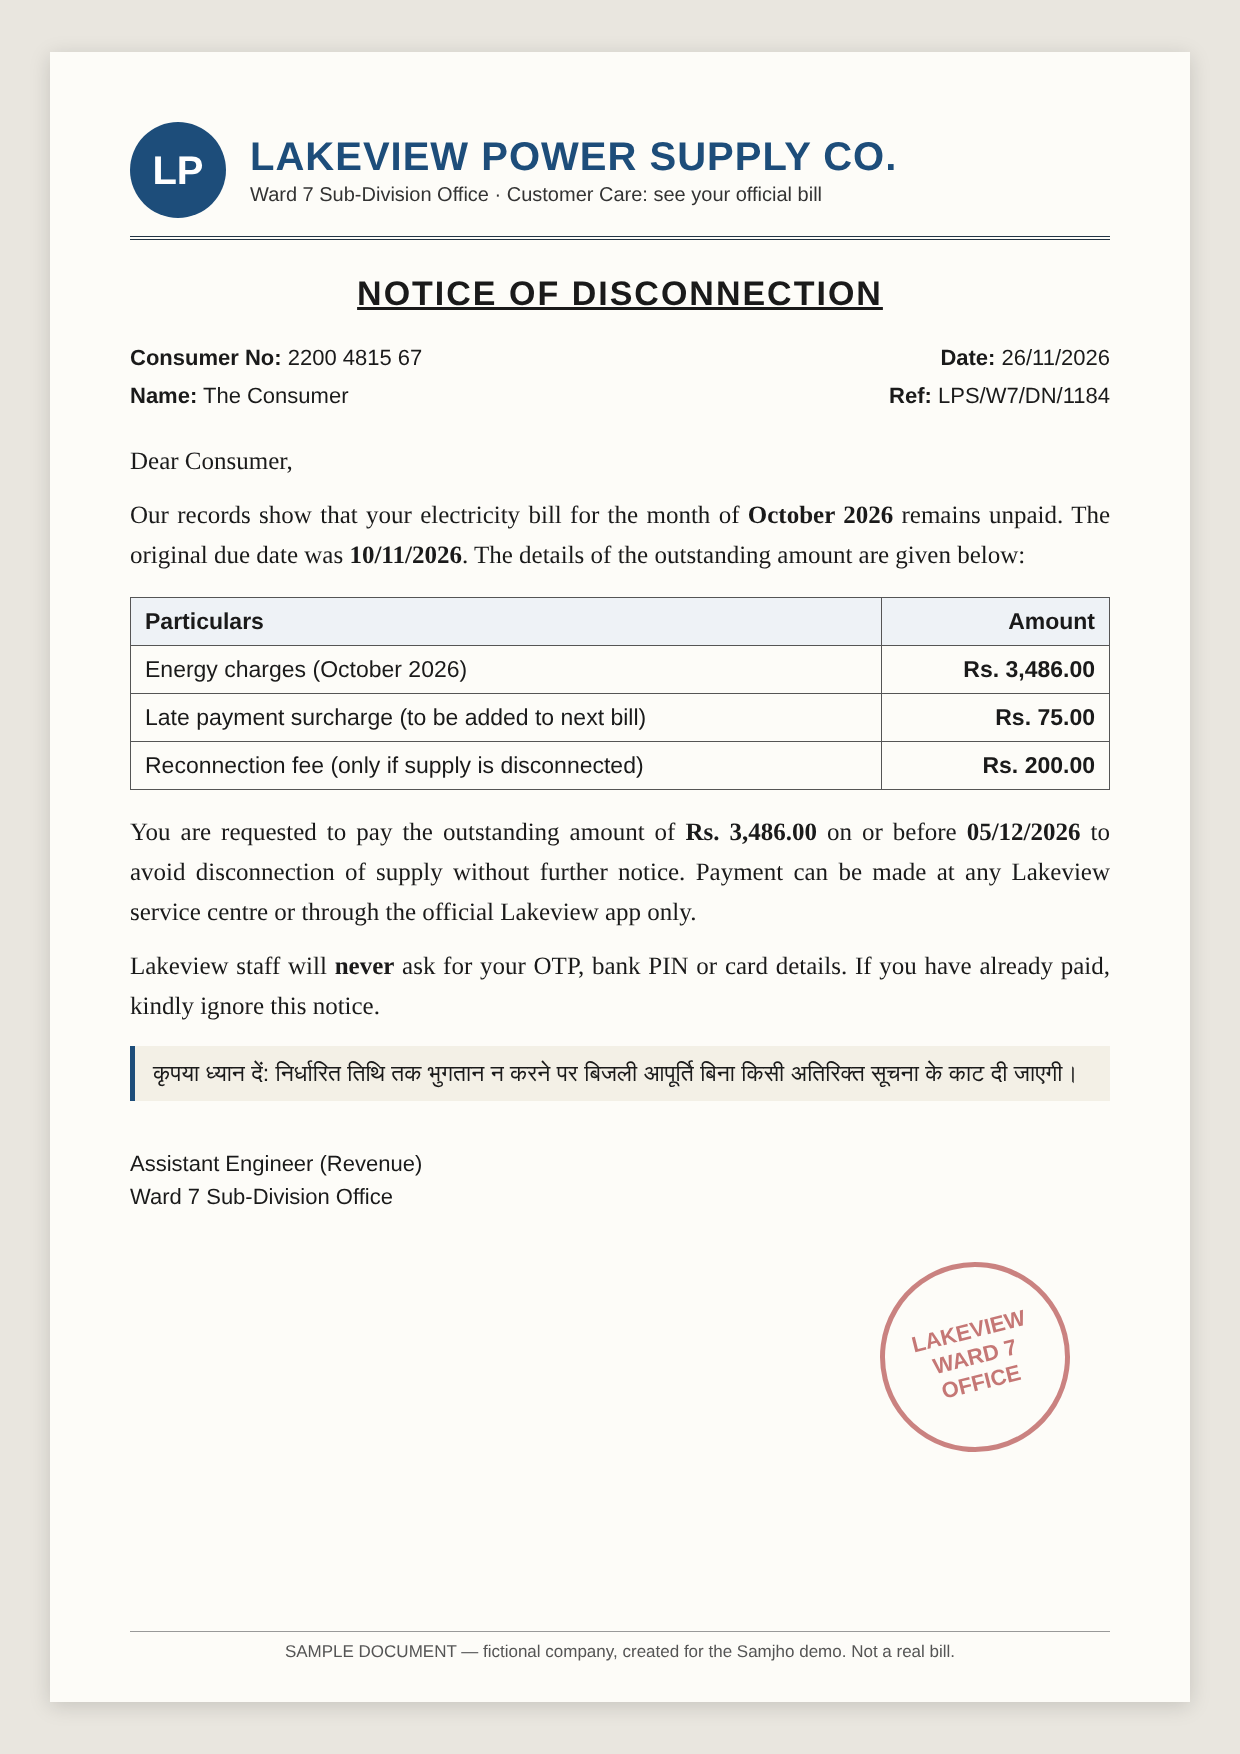 LP
LAKEVIEW POWER SUPPLY CO.
Ward 7 Sub-Division Office · Customer Care: see your official bill
NOTICE OF DISCONNECTION
Consumer No: 2200 4815 67
Date: 26/11/2026
Name: The Consumer
Ref: LPS/W7/DN/1184
Dear Consumer,
Our records show that your electricity bill for the month of October 2026 remains unpaid. The
original due date was 10/11/2026. The details of the outstanding amount are given below:
Particulars Amount
Energy charges (October 2026) Rs. 3,486.00
Late payment surcharge (to be added to next bill) Rs. 75.00
Reconnection fee (only if supply is disconnected) Rs. 200.00
You are requested to pay the outstanding amount of Rs. 3,486.00 on or before 05/12/2026 to
avoid disconnection of supply without further notice. Payment can be made at any Lakeview
service centre or through the official Lakeview app only.
Lakeview staff will never ask for your OTP, bank PIN or card details. If you have already paid,
kindly ignore this notice.
कृपया ध्यान दें: निर्धारित तिथि तक भुगतान न करने पर बिजली आपूर्ति बिना किसी अतिरिक्त सूचना के काट दी जाएगी।
Assistant Engineer (Revenue)
Ward 7 Sub-Division Office
LAKEVIEW
WARD 7
OFFICE
SAMPLE DOCUMENT — fictional company, created for the Samjho demo. Not a real bill.